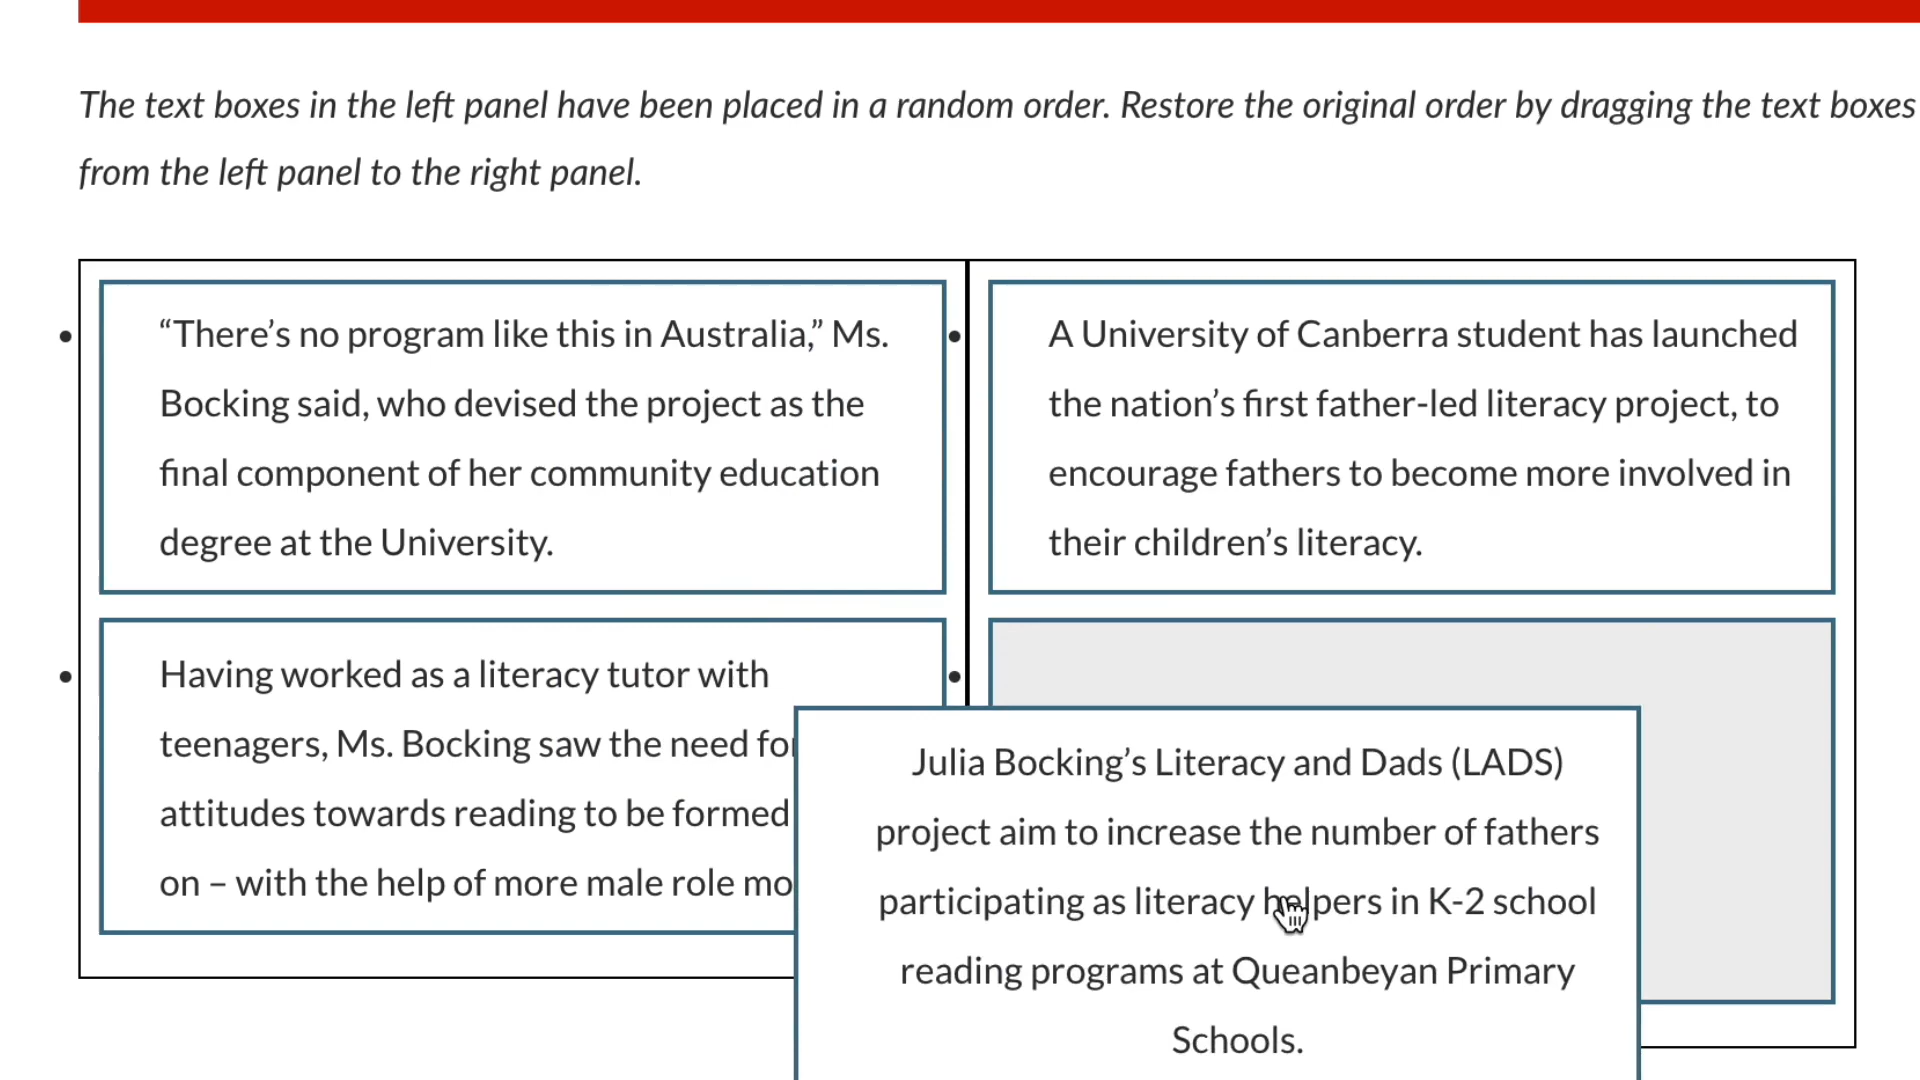 The text boxes in the left panel have been placed in a random order. Restore the original order by dragging the text boxes
from the left panel to the right panel.
“There’s no program like this in Australia,” Ms.
Bocking said, who devised the project as the
final component of her community education
degree at the University.
Having worked as a literacy tutor with
teenagers, Ms. Bocking saw the need for
attitudes towards reading to be formed
on – with the help of more male role mo
A University of Canberra student has launched
the nation’s first father-led literacy project, to
encourage fathers to become more involved in
their children’s literacy.
Julia Bocking’s Literacy and Dads (LADS)
project aim to increase the number of fathers
participating as literacy helpers in K-2 school
reading programs at Queanbeyan Primary
Schools.